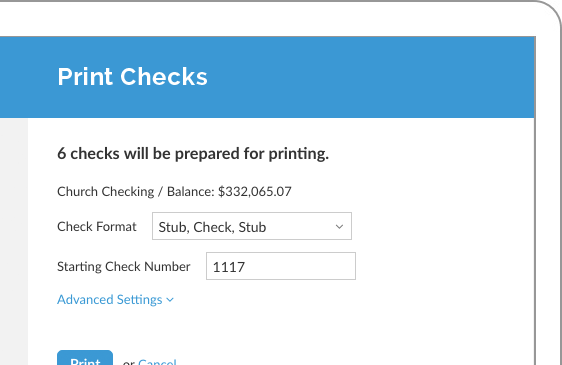 Print Checks
6 checks will be prepared for printing.
Church Checking / Balance: $332,065.07
Check Format Stub, Check, Stub
Starting Check Number 1117
Advanced Settings
Print or Cancel